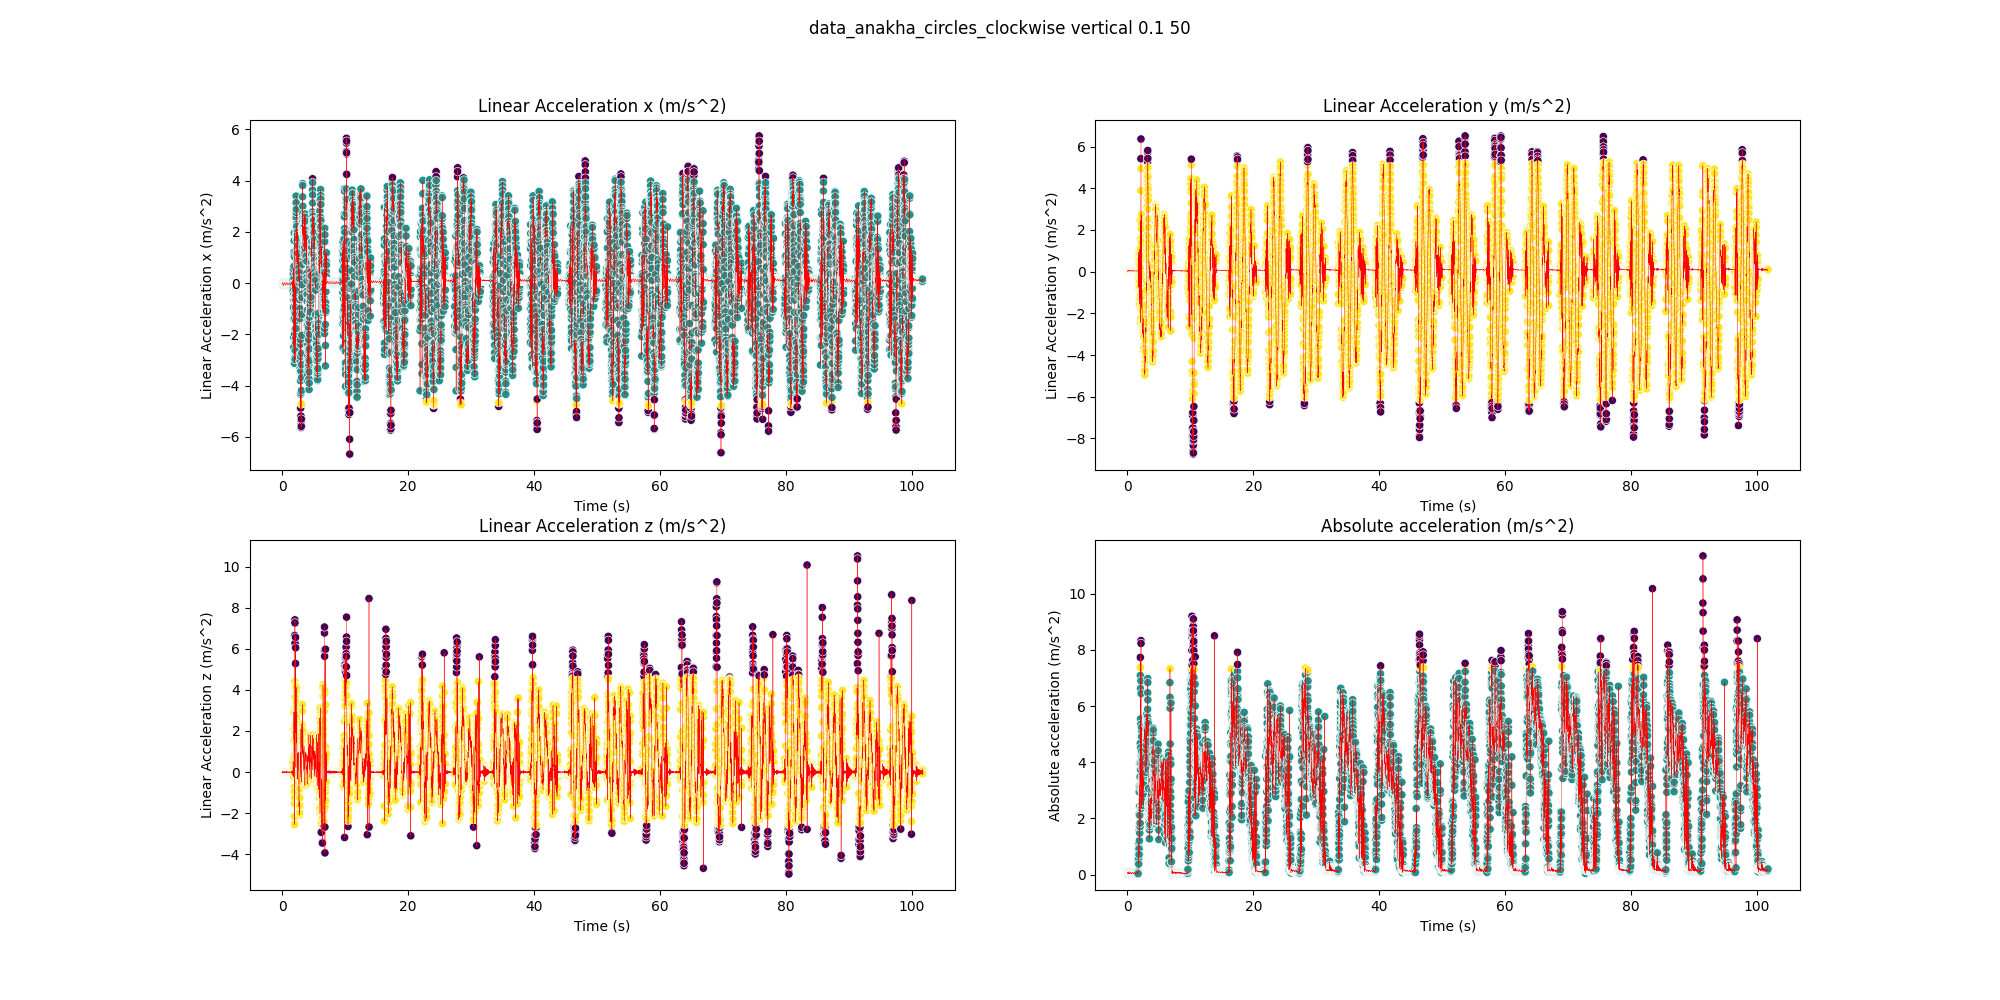 data_anakha_circles_clockwise vertical 0.1 50
Linear Acceleration x (m/s^2)
Linear Acceleration x (m/s^2)
6
4
2
0
−2
−4
−6
0 20 40 60 80 100
Time (s)
Linear Acceleration y (m/s^2)
Linear Acceleration y (m/s^2)
6
4
2
0
−2
−4
−6
−8
0 20 40 60 80 100
Time (s)
Linear Acceleration z (m/s^2)
Linear Acceleration z (m/s^2)
10
8
6
4
2
0
−2
−4
0 20 40 60 80 100
Time (s)
Absolute acceleration (m/s^2)
Absolute acceleration (m/s^2)
10
8
6
4
2
0
0 20 40 60 80 100
Time (s)